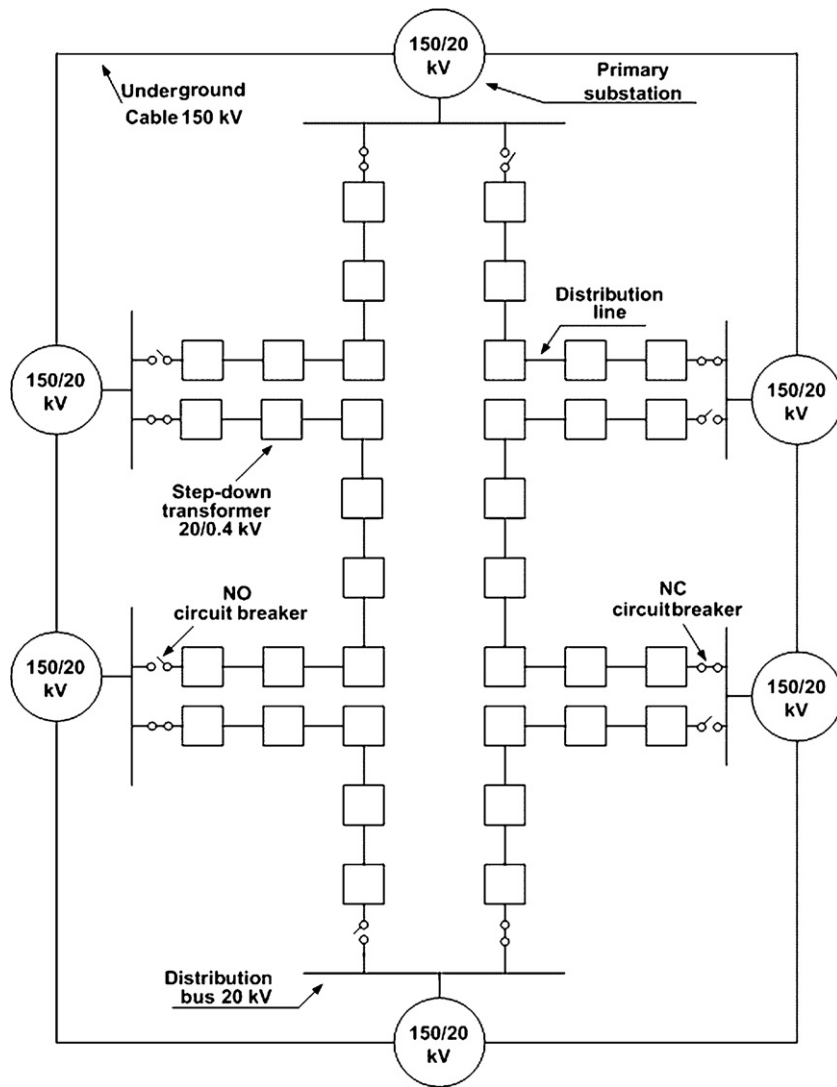 150/20
kV
Underground
Cable 150 kV
Primary
substation
Distribution
line
150/20
kV
150/20
kV
Step-down
transformer
20/0.4 kV
NO
circuit breaker
NC
circuitbreaker
150/20
kV
150/20
kV
Distribution
bus 20 kV
150/20
kV